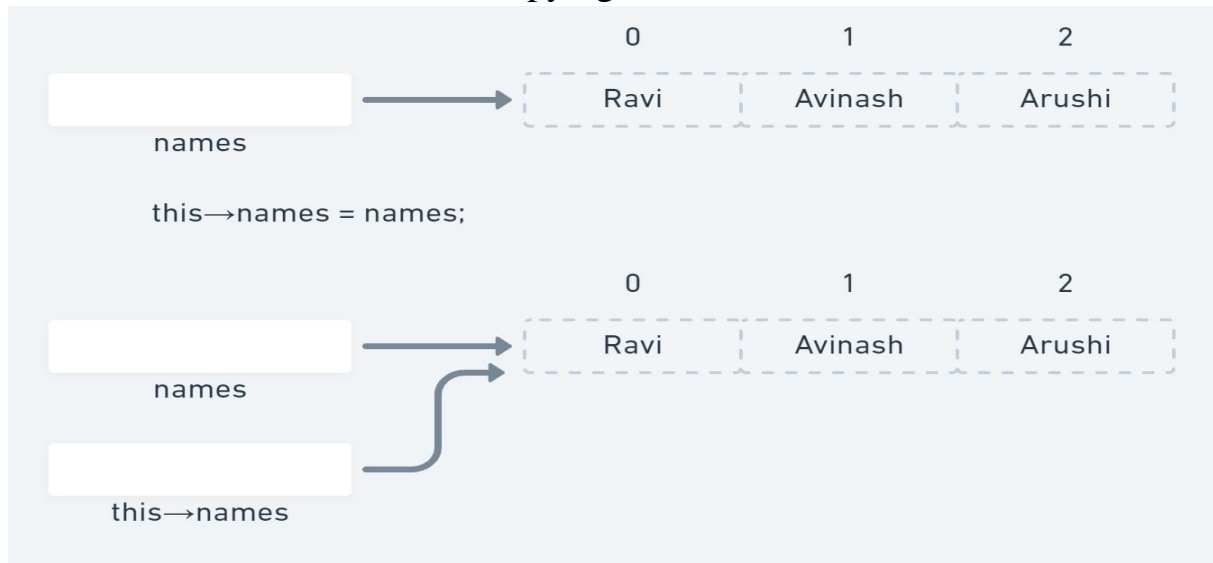 0 1 2
Ravi Avinash Arushi
names
this→names = names;
0 1 2
Ravi Avinash Arushi
names
this→names